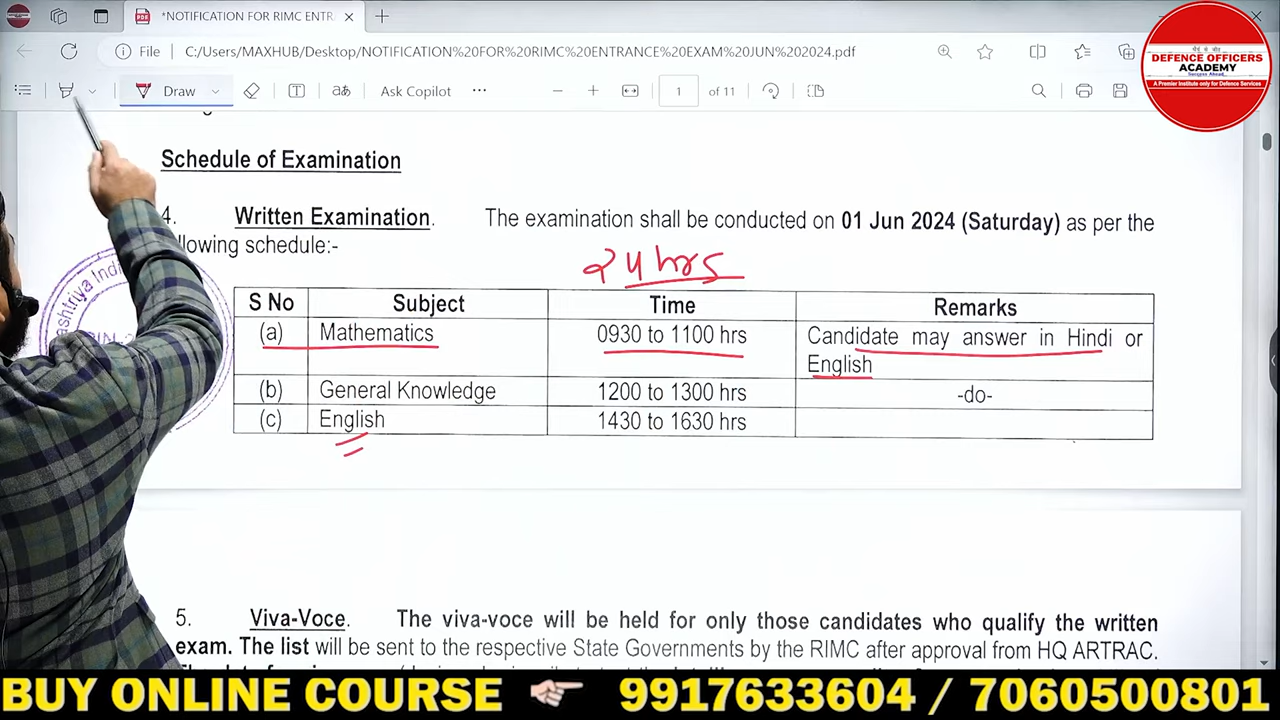 *NOTIFICATION FOR RIMC ENTR
File C:/Users/MAXHUB/Desktop/NOTIFICATION%20FOR%20RIMC%20ENTRANCE%20EXAM%20JUN%202024.pdf
Draw aあ Ask Copilot 1 of 11
DEFENCE OFFICERS
ACADEMY
Success Ahead..
A Premier Institute only for Defence Services
Schedule of Examination
4. Written Examination. The examination shall be conducted on 01 Jun 2024 (Saturday) as per the
llowing schedule:-
24 hrs
S No Subject Time Remarks
(a) Mathematics 0930 to 1100 hrs Candidate may answer in Hindi or
English
(b) General Knowledge 1200 to 1300 hrs -do-
(c) English 1430 to 1630 hrs
5. Viva-Voce. The viva-voce will be held for only those candidates who qualify the written
exam. The list will be sent to the respective State Governments by the RIMC after approval from HQ ARTRAC.
BUY ONLINE COURSE 9917633604 / 7060500801